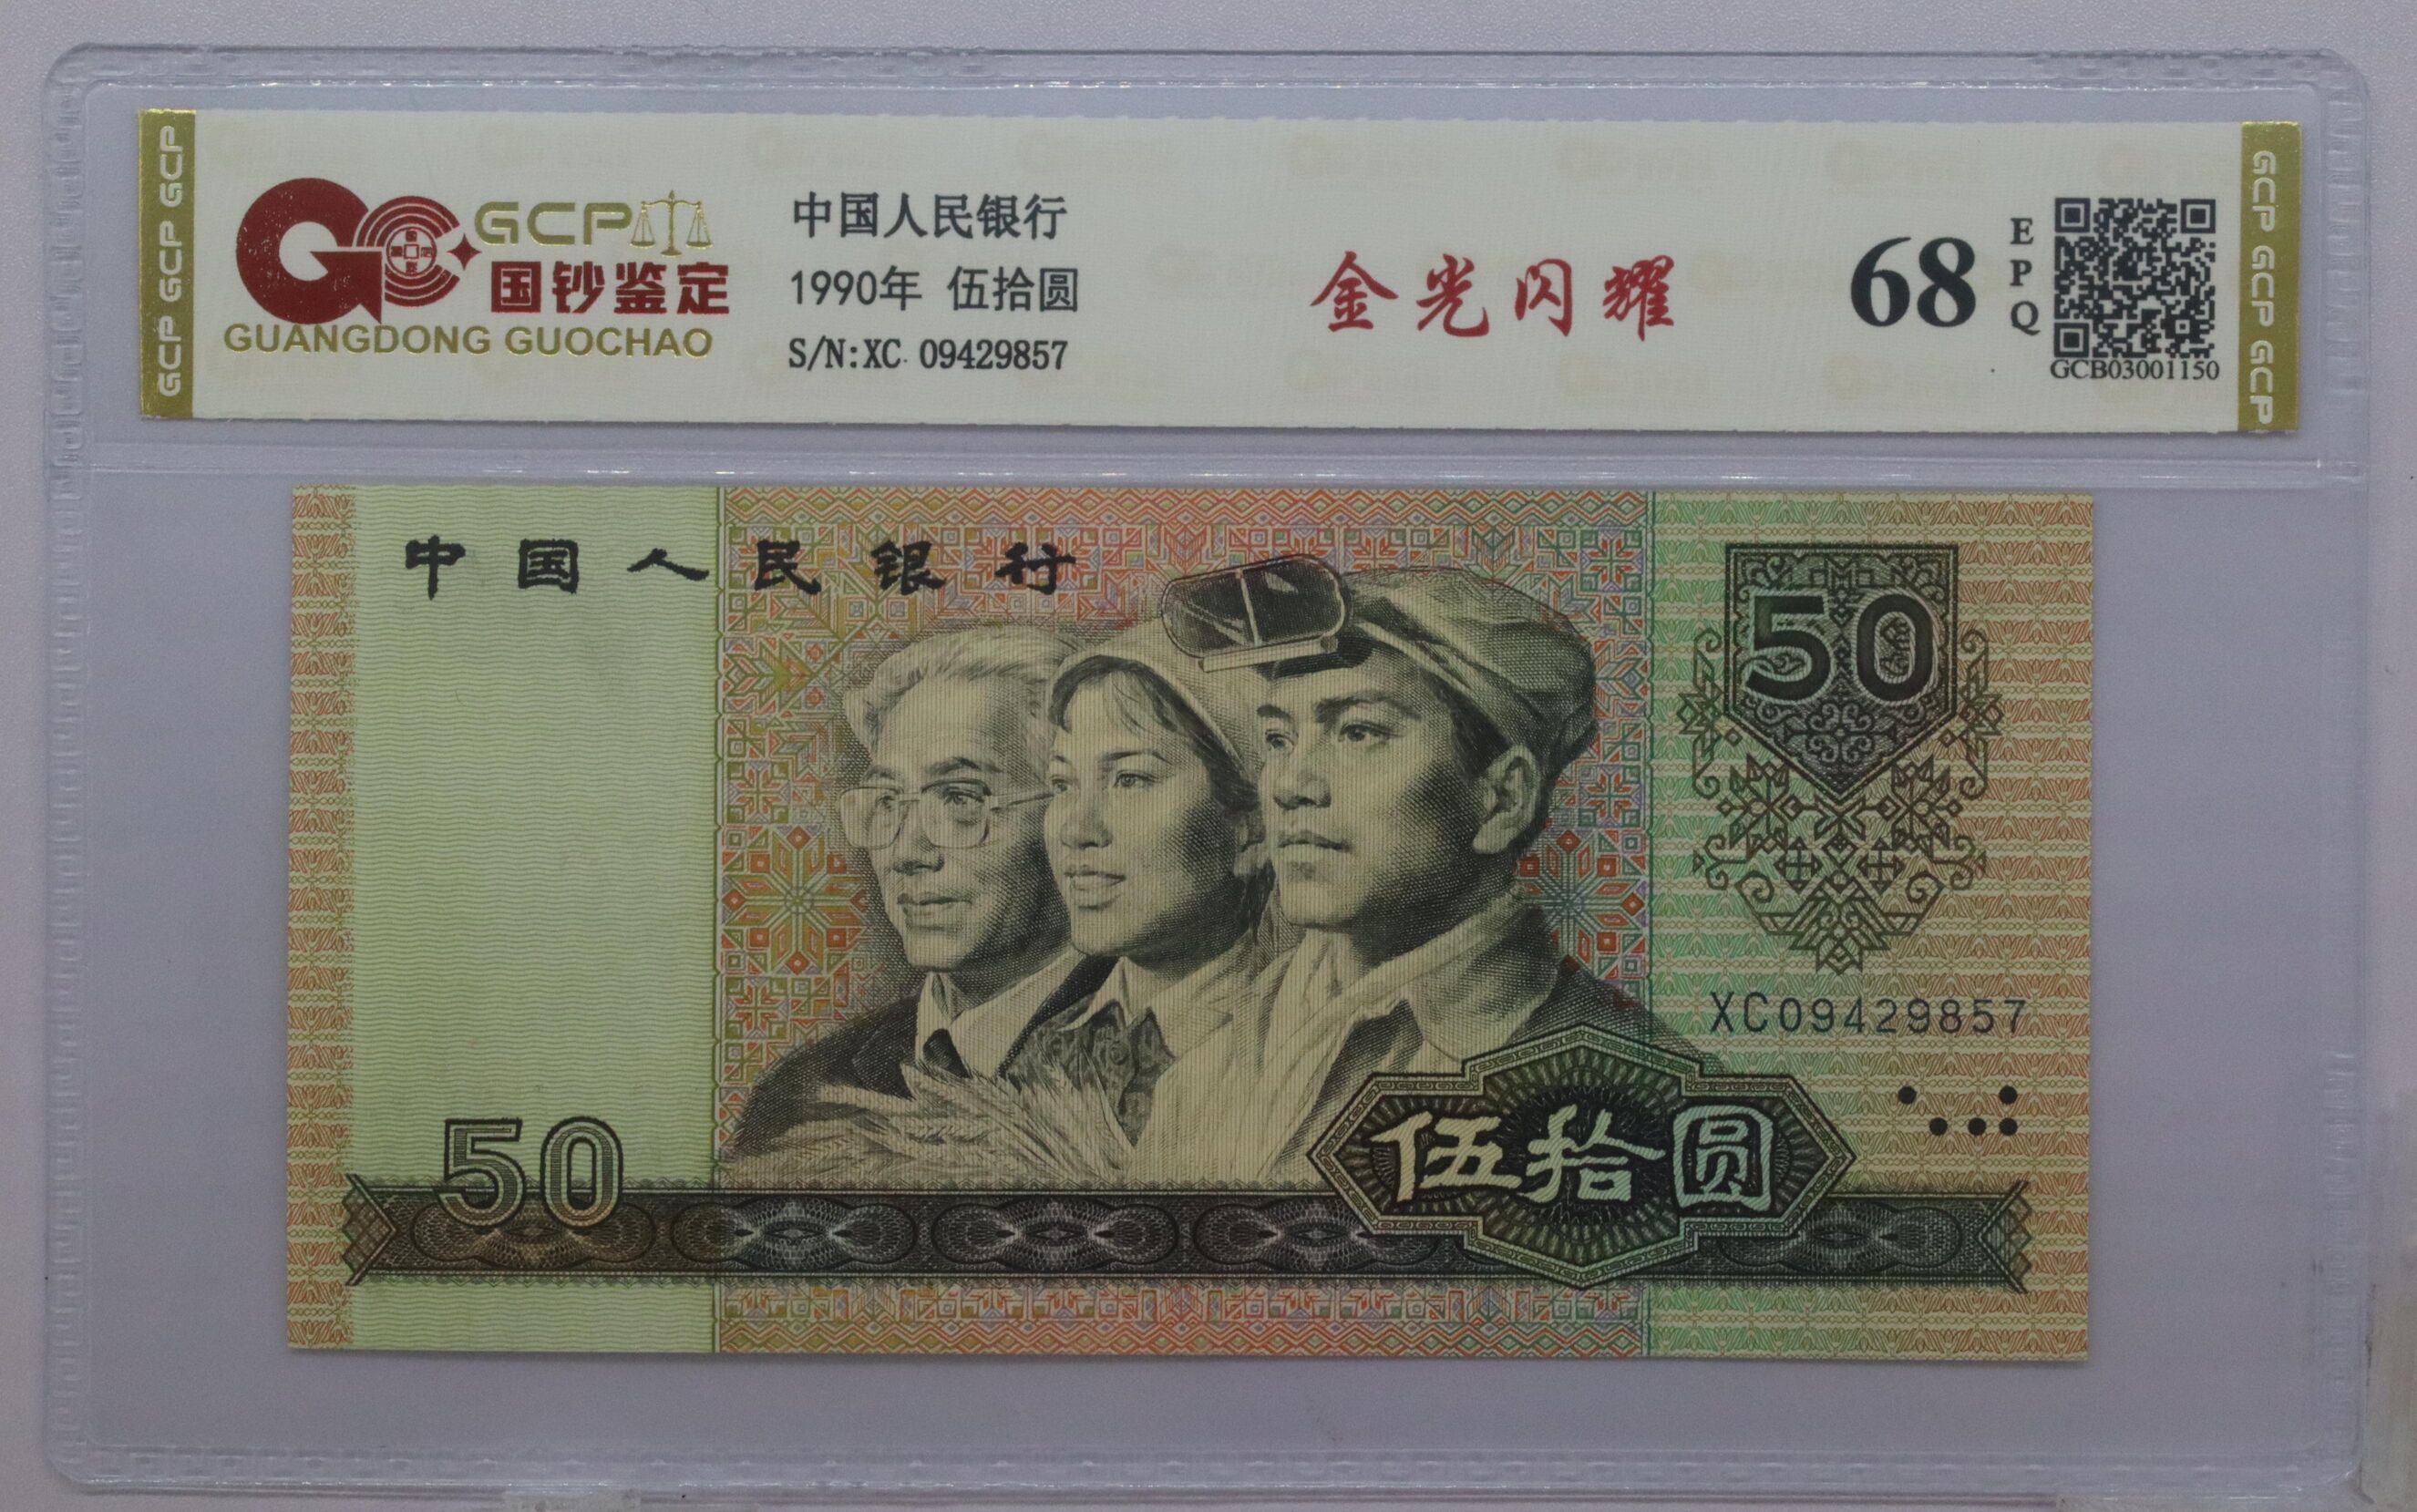 GCP GCP GCP
GCP
国钞鉴定
GUANGDONG GUOCHAO
中国人民银行
1990年 伍拾圆
S/N:XC 09429857
金光闪耀
68
EPQ
GCB03001150
GCP GCP GCP
中国人民银行
50
XC09429857
50
伍拾圆